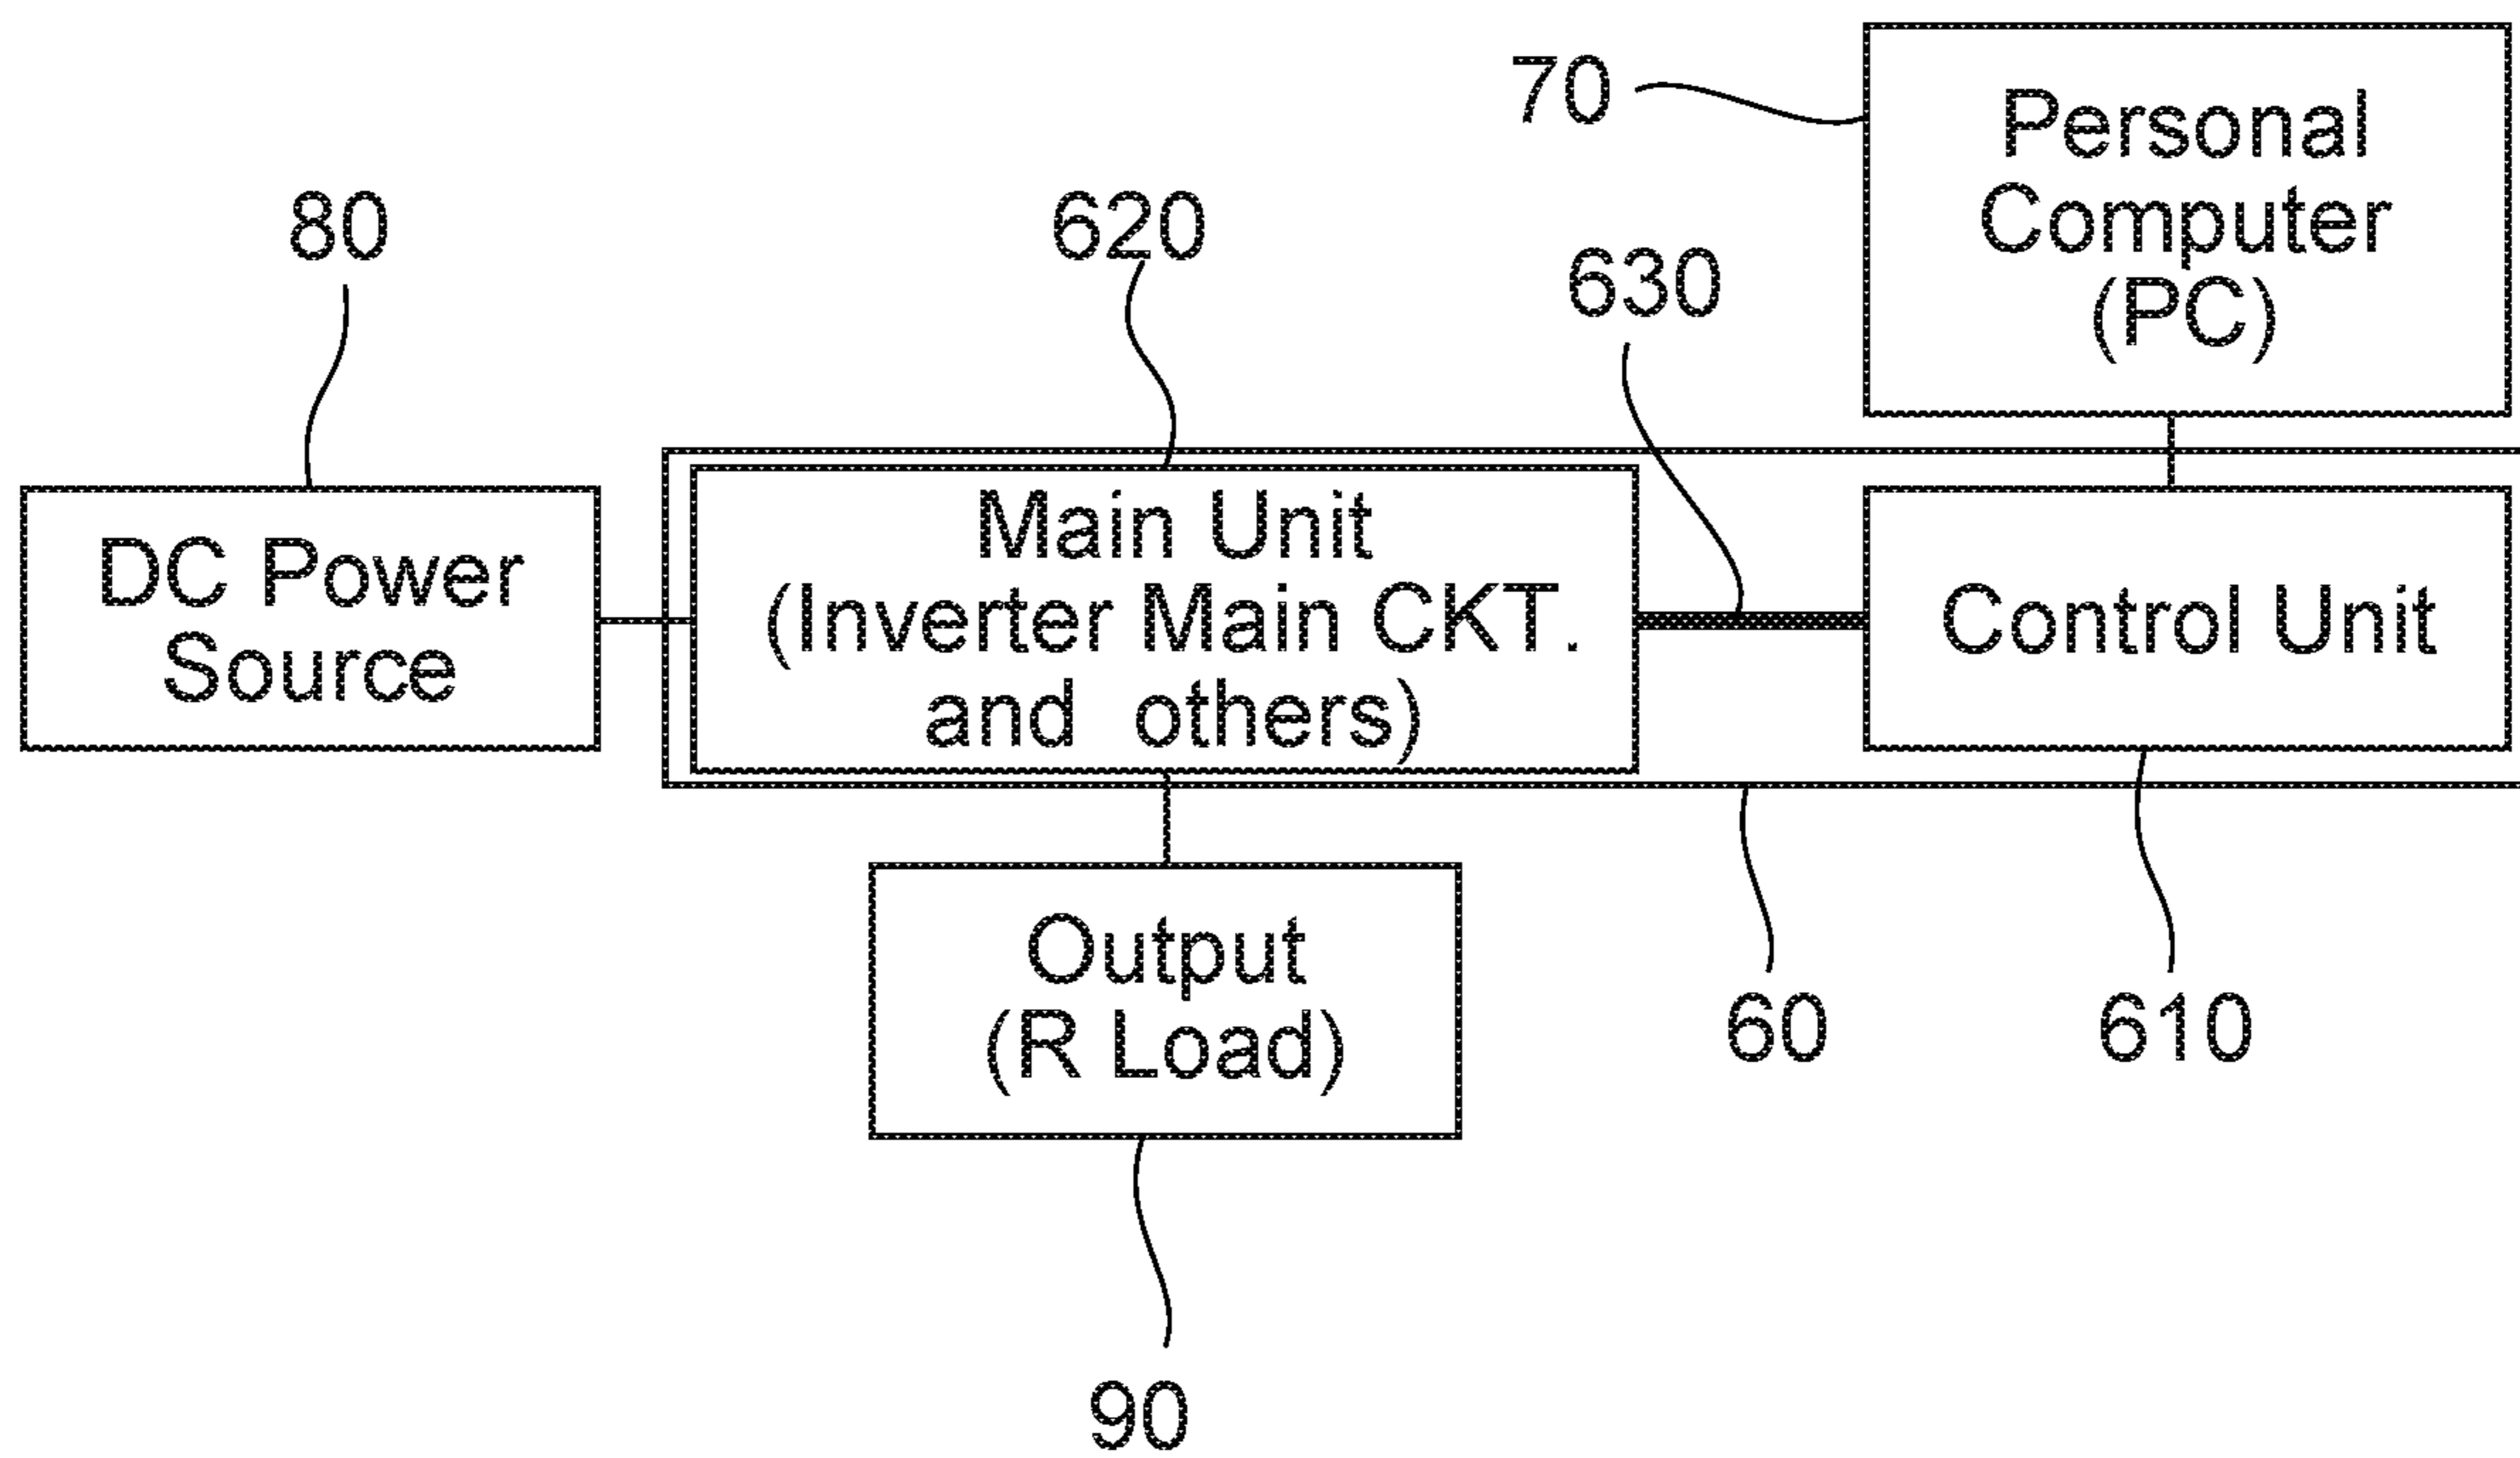 70
Personal
Computer
(PC)
80
620
630
DC Power
Source
Main Unit
(Inverter Main CKT.
and others)
Control Unit
Output
(R Load)
60
610
90